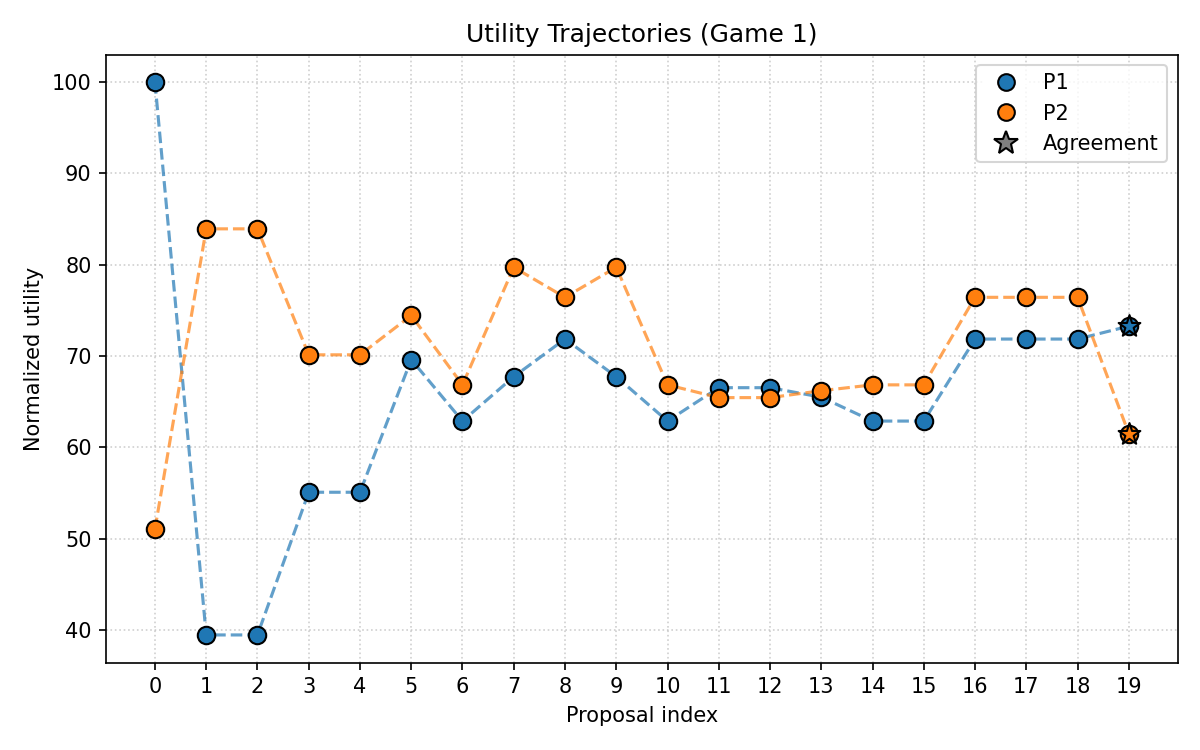 Utility Trajectories (Game 1)
P1
P2
Agreement
Normalized utility
100
90
80
70
60
50
40
0 1 2 3 4 5 6 7 8 9 10 11 12 13 14 15 16 17 18 19
Proposal index